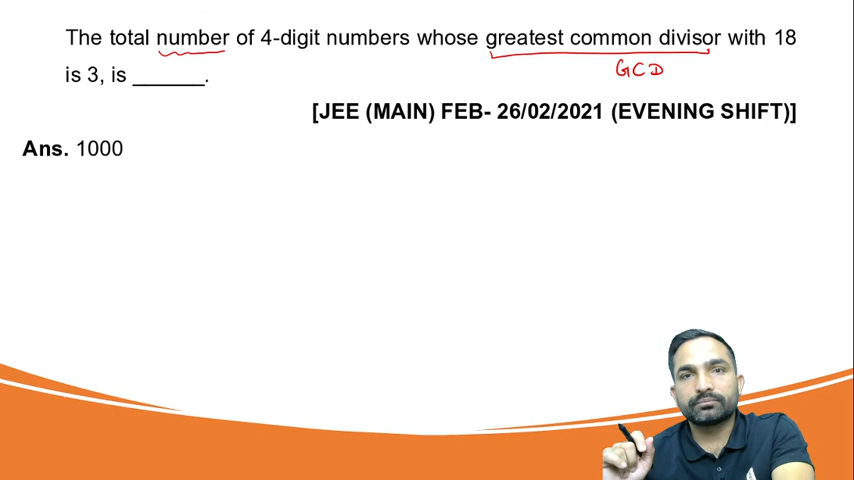 The total number of 4-digit numbers whose greatest common divisor with 18
GCD
is 3, is ______.
[JEE (MAIN) FEB- 26/02/2021 (EVENING SHIFT)]
Ans. 1000